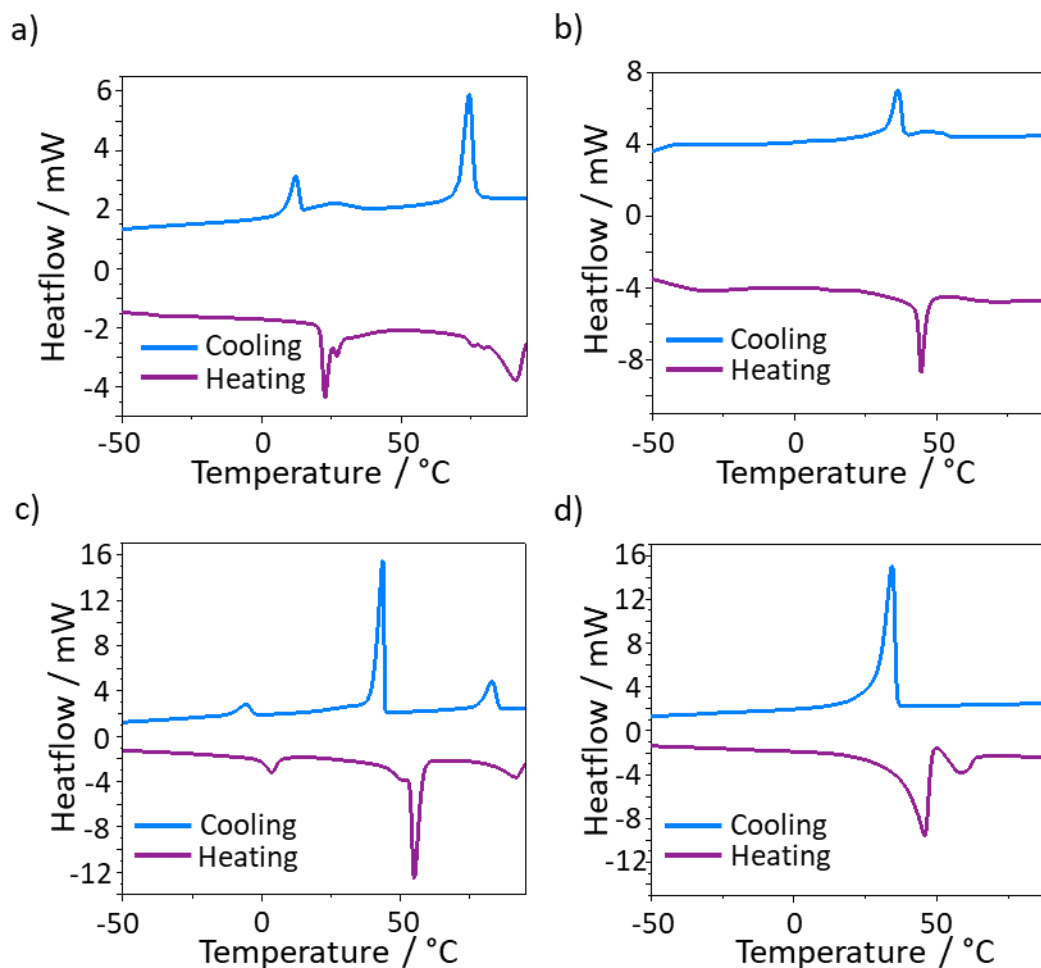 a)
Heatflow / mW
6
4
2
0
-2
-4
Cooling
Heating
-50
0
50
Temperature / °C
b)
Heatflow / mW
8
4
0
-4
-8
Cooling
Heating
-50
0
50
Temperature / °C
c)
Heatflow / mW
16
12
8
4
0
-4
-8
-12
Cooling
Heating
-50
0
50
Temperature / °C
d)
Heatflow / mW
16
12
8
4
0
-4
-8
-12
Cooling
Heating
-50
0
50
Temperature / °C